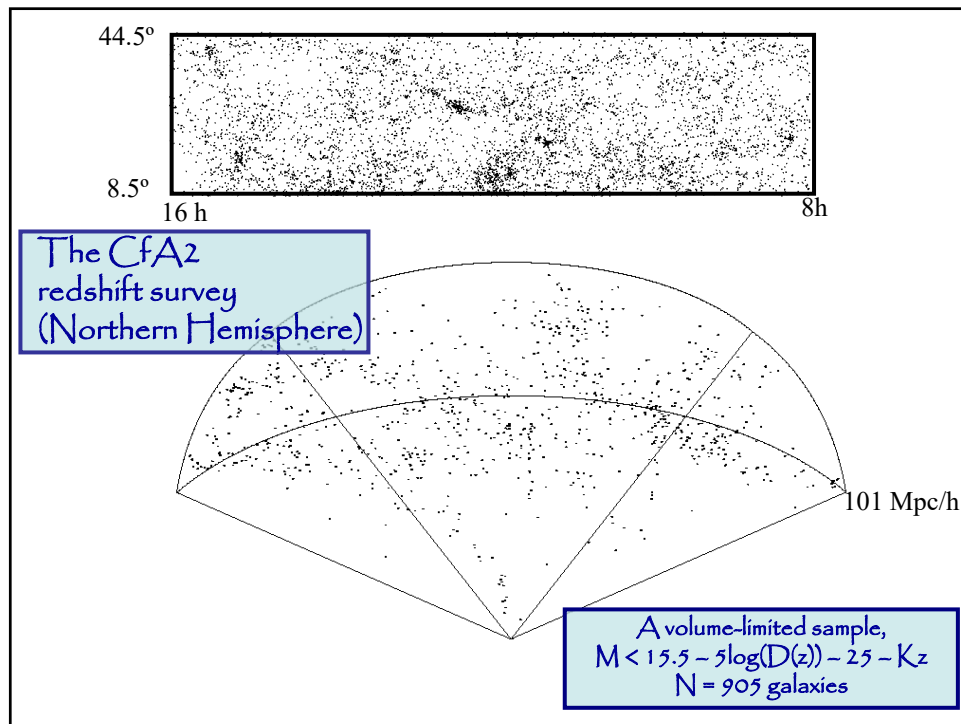 44.5º
8.5º
16 h
8h
The CfA2
redshift survey
(Northern Hemisphere)
101 Mpc/h
A volume-limited sample,
M < 15.5 – 5log(D(z)) – 25 – Kz
N = 905 galaxies